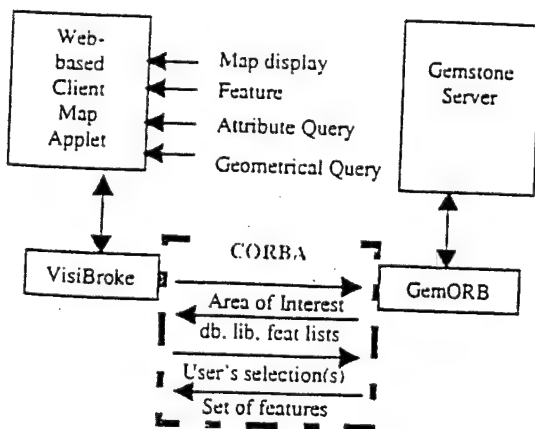 Web-
based
Client
Map
Applet
Map display
Feature
Attribute Query
Geometrical Query
Gemstone
Server
CORBA
VisiBroke
GemORB
Area of Interest
db, lib, feat lists
User's selection(s)
Set of features